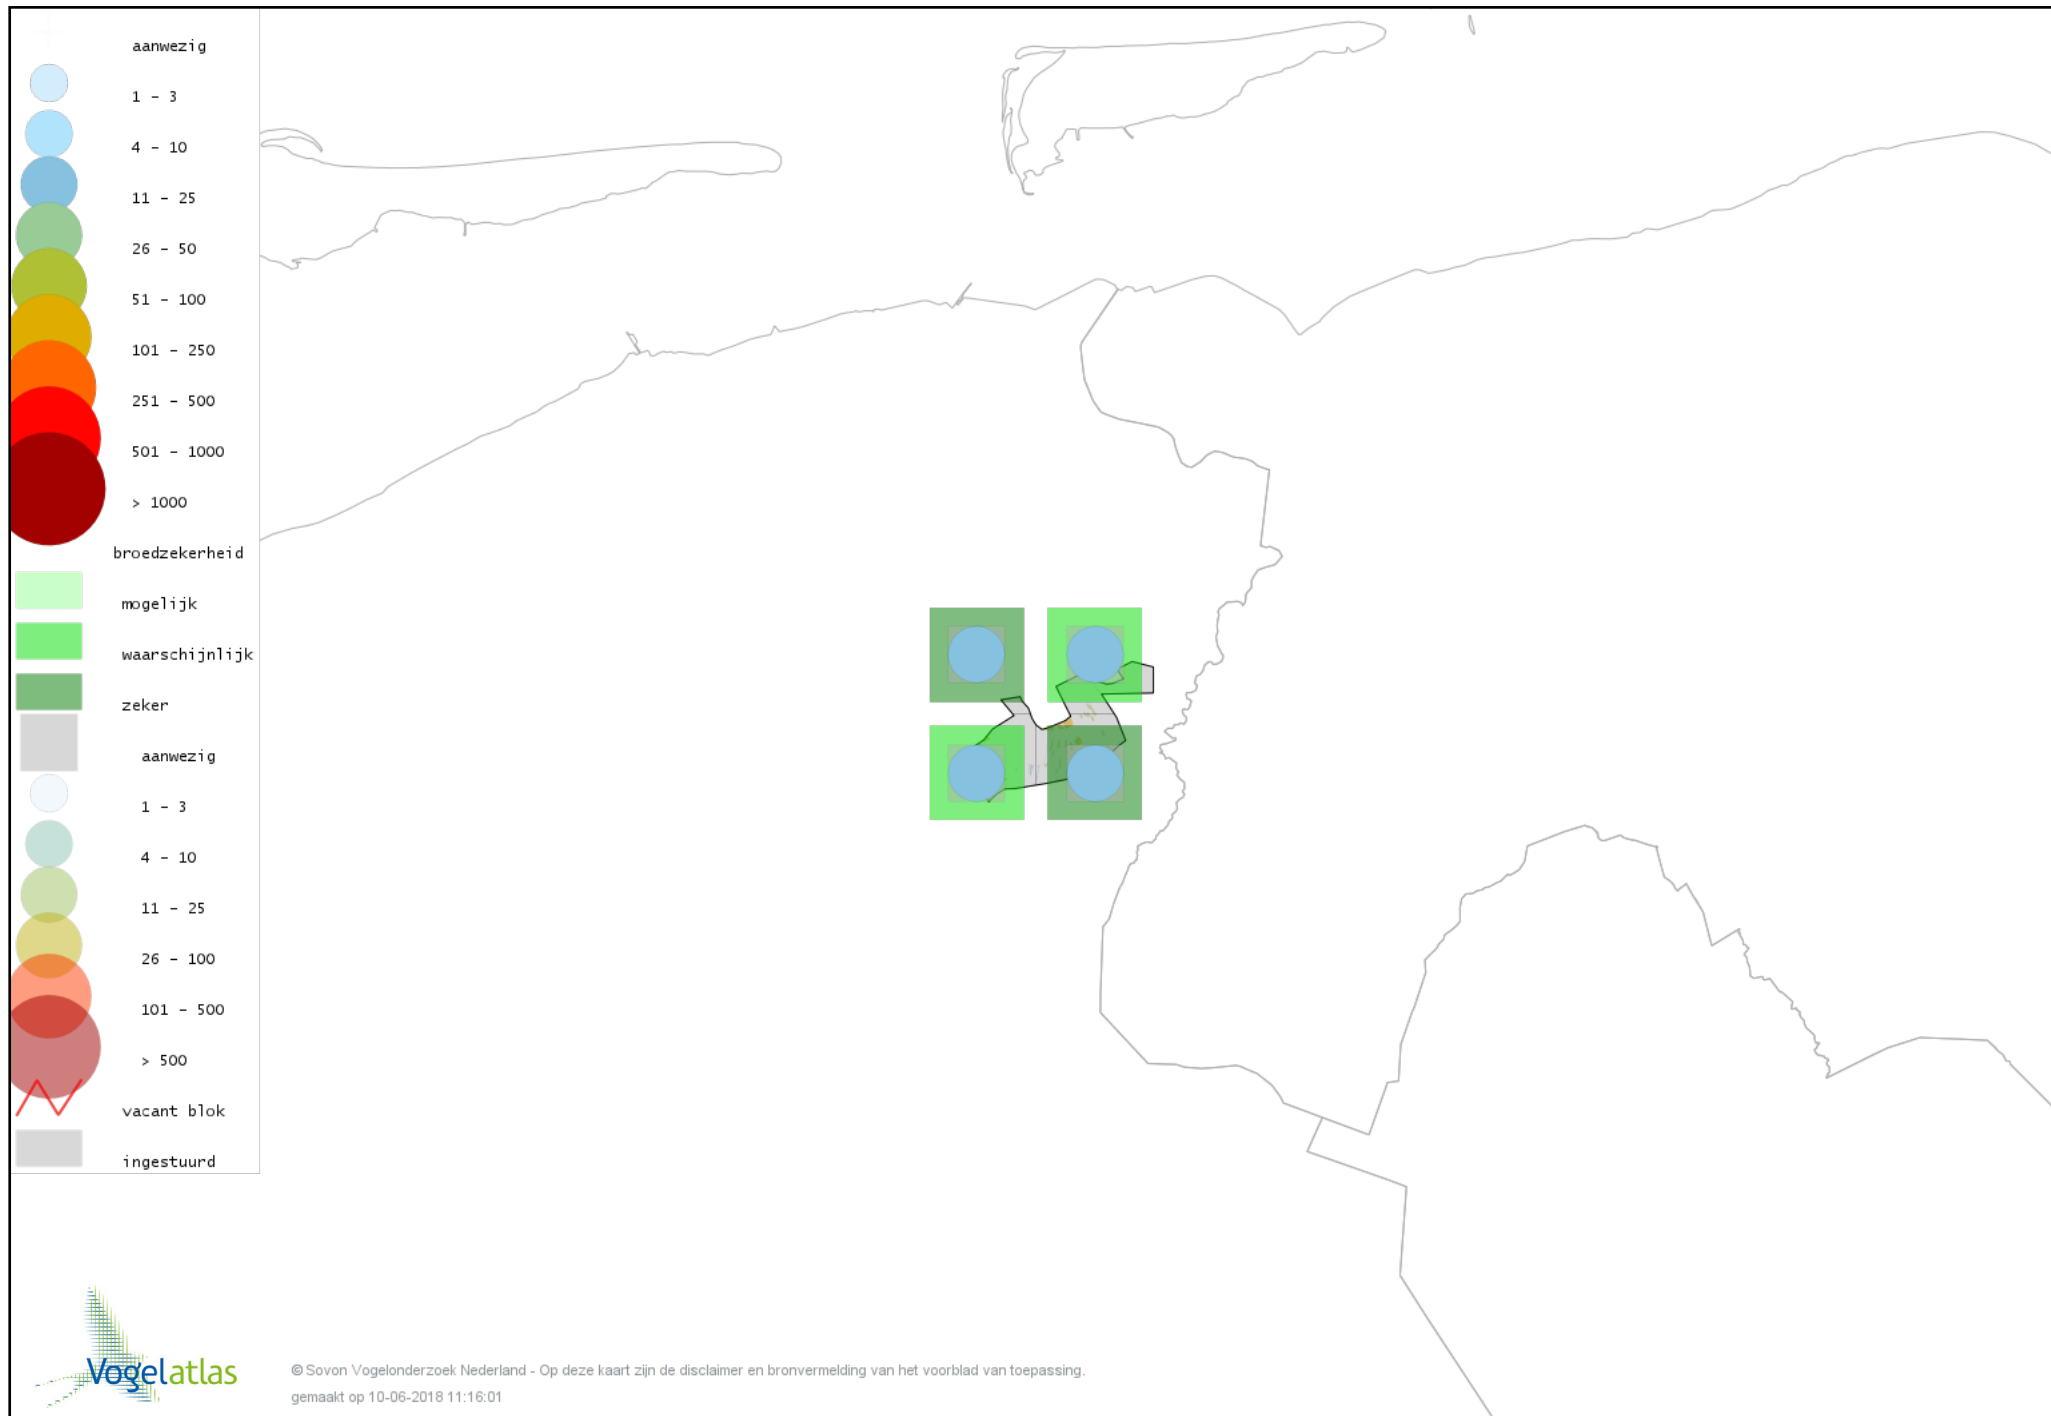 aanwezig
1 - 3
4 - 10
11 - 25
26 - 50
51 - 100
101 - 250
251 - 500
501 - 1000
> 1000
broedzekerheid
mogelijk
waarschijnlijk
zeker
aanwezig
1 - 3
4 - 10
11 - 25
26 - 100
101 - 500
> 500
vacant blok
ingestuurd
Vogelatlas
© Sovon Vogelonderzoek Nederland - Op deze kaart zijn de disclaimer en bronvermelding van het voorblad van toepassing.
gemaakt op 10-06-2018 11:16:01